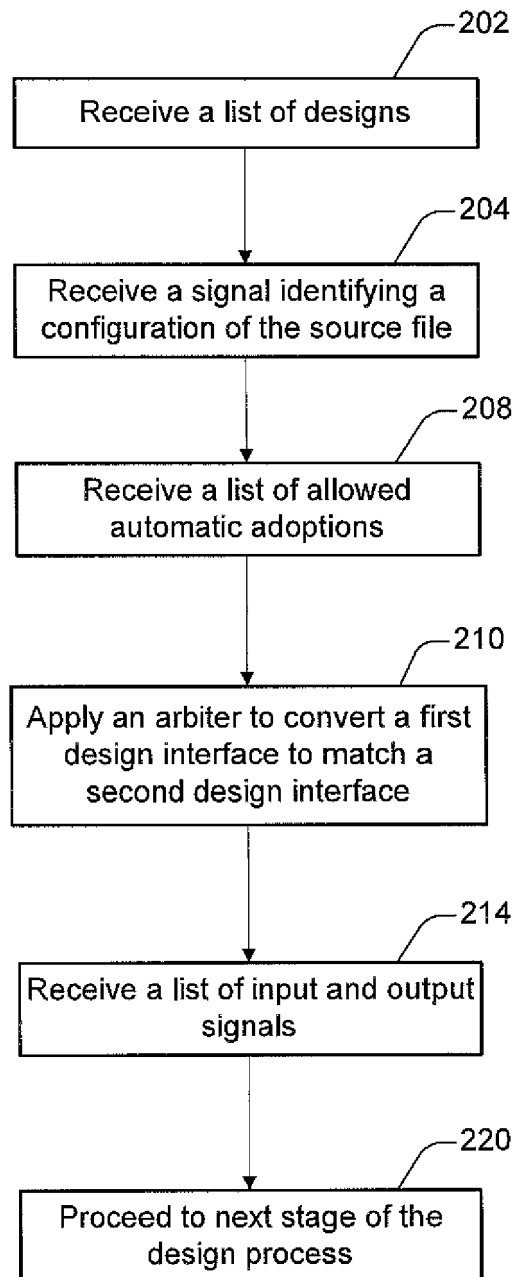 202
Receive a list of designs
204
Receive a signal identifying a
configuration of the source file
208
Receive a list of allowed
automatic adoptions
210
Apply an arbiter to convert a first
design interface to match a
second design interface
214
Receive a list of input and output
signals
220
Proceed to next stage of the
design process